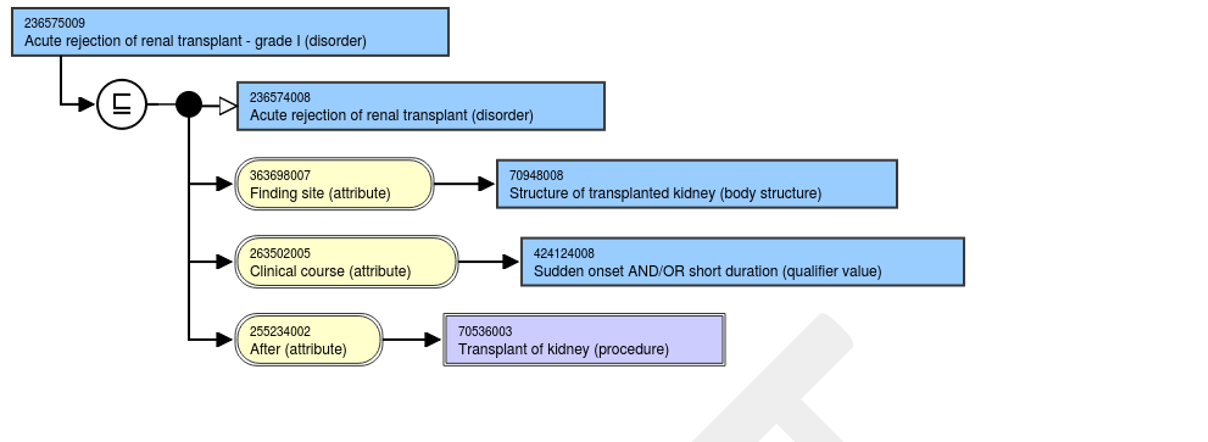 236575009
Acute rejection of renal transplant - grade I (disorder)
⊑
236574008
Acute rejection of renal transplant (disorder)
363698007
Finding site (attribute)
70948008
Structure of transplanted kidney (body structure)
263502005
Clinical course (attribute)
424124008
Sudden onset AND/OR short duration (qualifier value)
255234002
After (attribute)
70536003
Transplant of kidney (procedure)